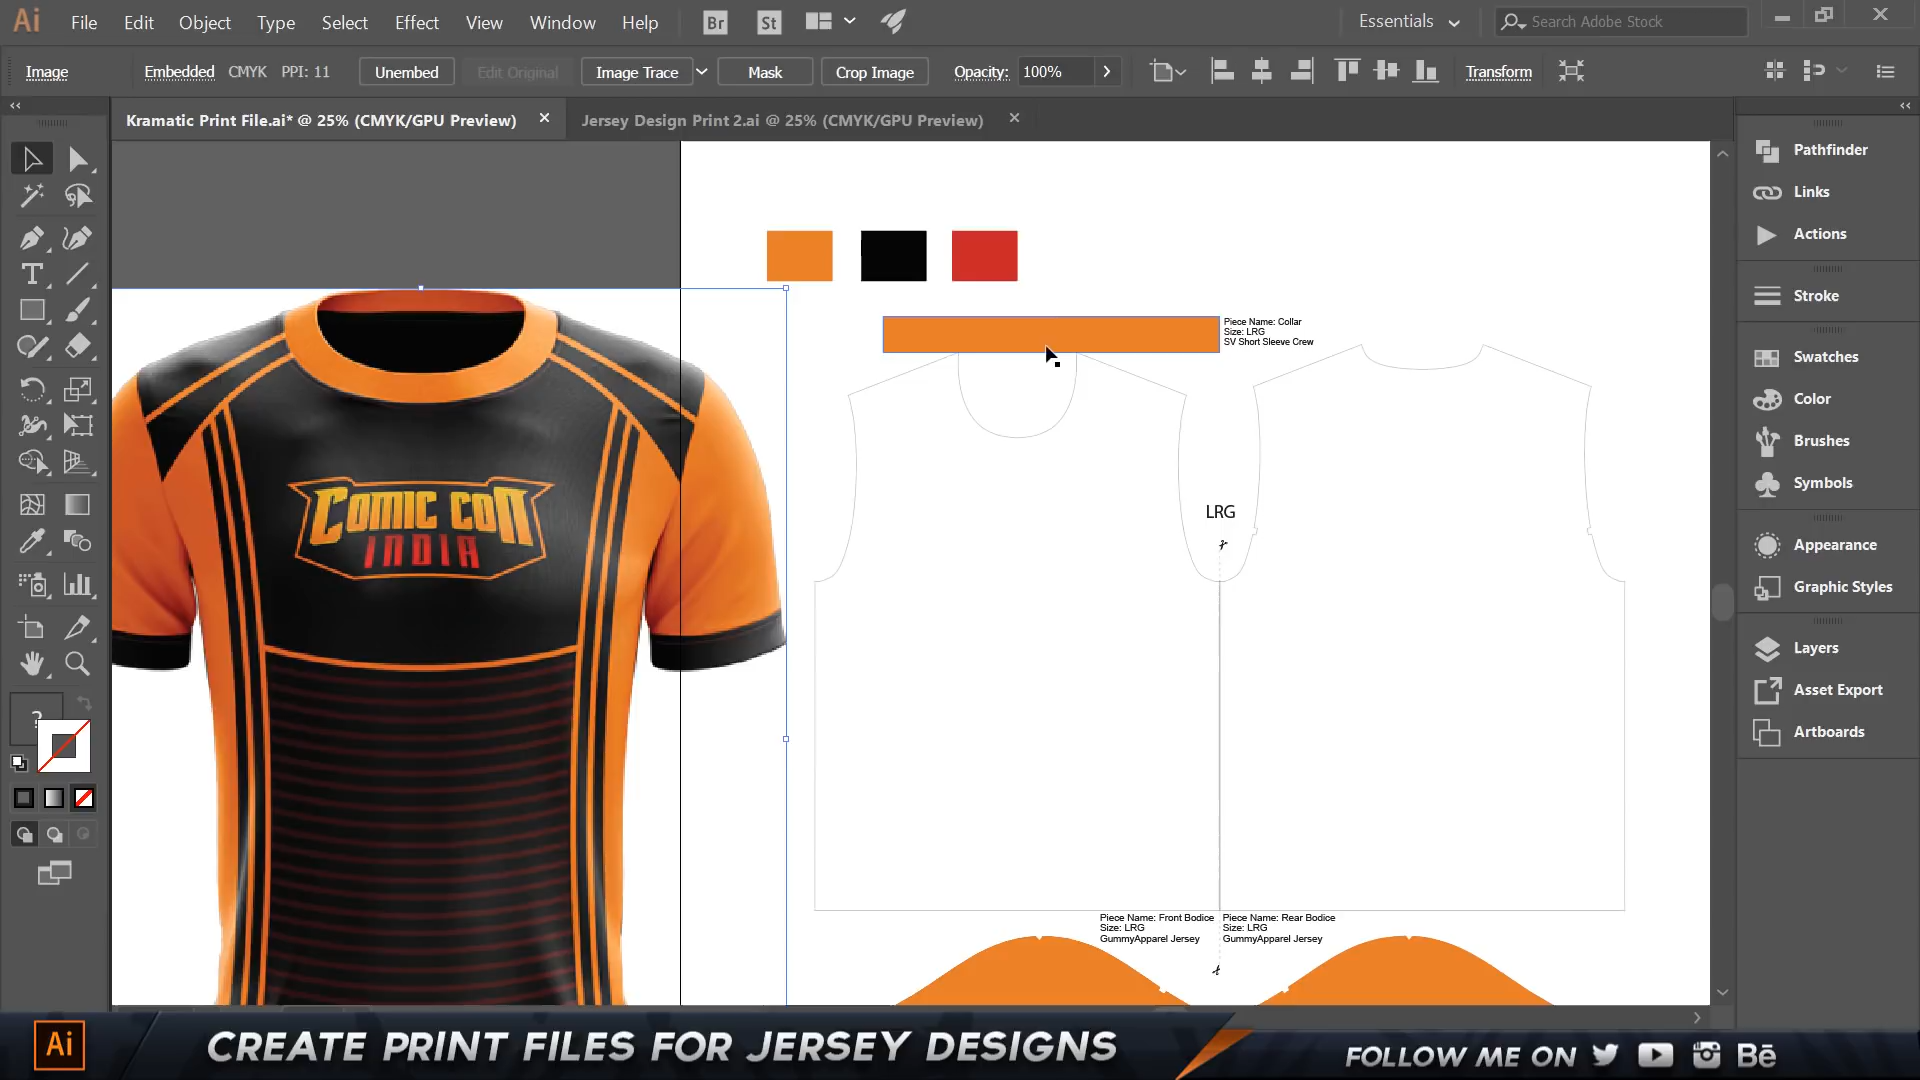 Ai File Edit Object Type Select Effect View Window Help Br St Essentials Search Adobe Stock
Image Embedded CMYK PPI: 11 Unembed Edit Original Image Trace Mask Crop Image Opacity: 100% Transform
Kramatic Print File.ai* @ 25% (CMYK/GPU Preview) Jersey Design Print 2.ai @ 25% (CMYK/GPU Preview)
Pathfinder
Links
Actions
Stroke
Swatches
Color
Brushes
Symbols
Appearance
Graphic Styles
Layers
Asset Export
Artboards
?
COMIC CON
INDIA
Piece Name: Collar
Size: LRG
SV Short Sleeve Crew
LRG
Piece Name: Front Bodice
Size: LRG
GummyApparel Jersey
Piece Name: Rear Bodice
Size: LRG
GummyApparel Jersey
Ai CREATE PRINT FILES FOR JERSEY DESIGNS
FOLLOW ME ON Bē